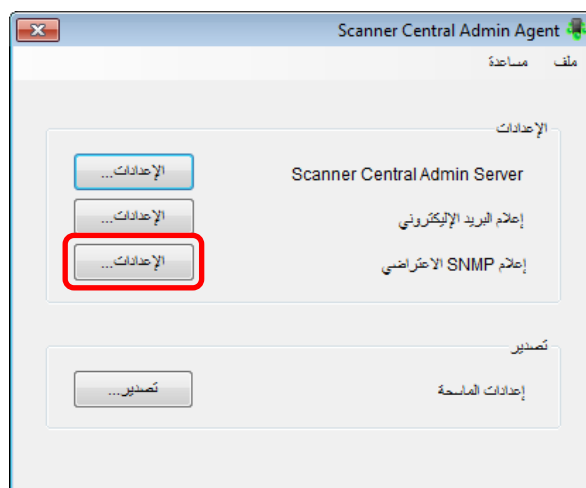 Scanner Central Admin Agent
ملف مساعدة
الإعدادات
Scanner Central Admin Server الإعدادات...
إعلام البريد الإليكتروني الإعدادات...
إعلام SNMP الاعتراضي الإعدادات...
تصدير
إعدادات الماسحة تصدير...